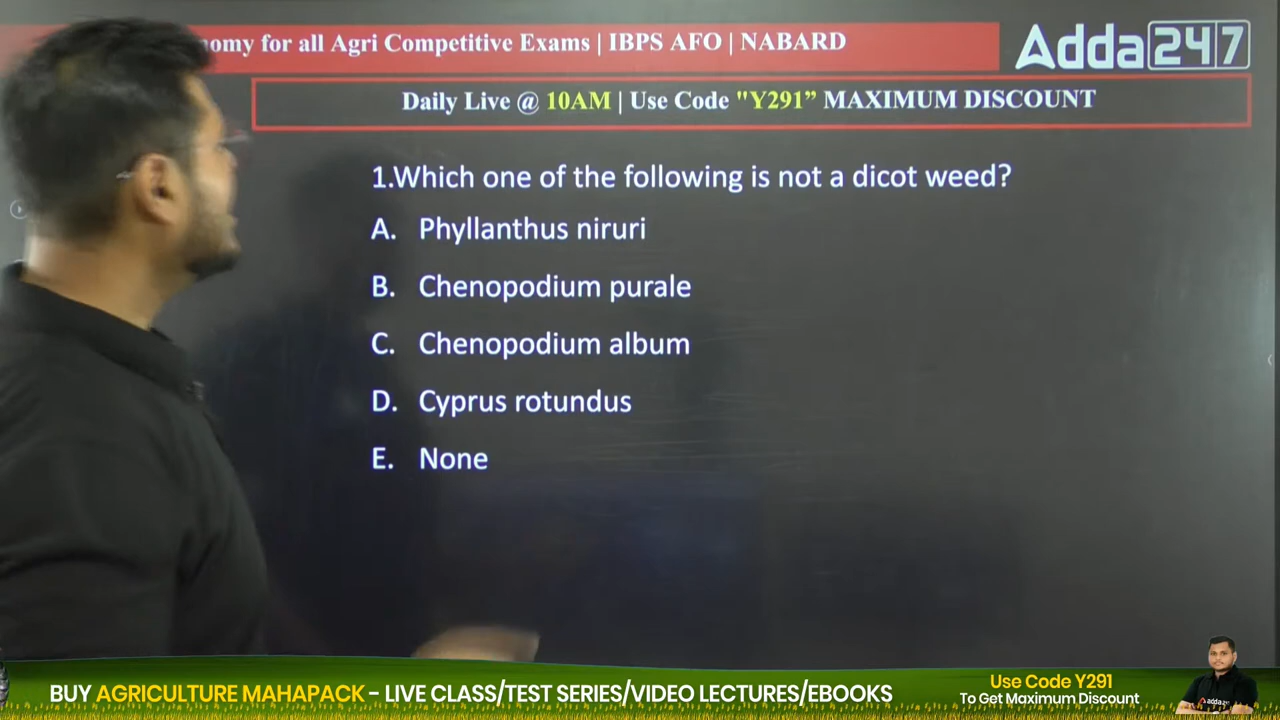 for all Agri Competitive Exams | IBPS AFO | NABARD
Adda247
Daily Live @ 10AM | Use Code "Y291” MAXIMUM DISCOUNT
1.Which one of the following is not a dicot weed?
A. Phyllanthus niruri
B. Chenopodium purale
C. Chenopodium album
D. Cyprus rotundus
E. None
BUY AGRICULTURE MAHAPACK – LIVE CLASS/TEST SERIES/VIDEO LECTURES/EBOOKS
Use Code Y291
To Get Maximum Discount